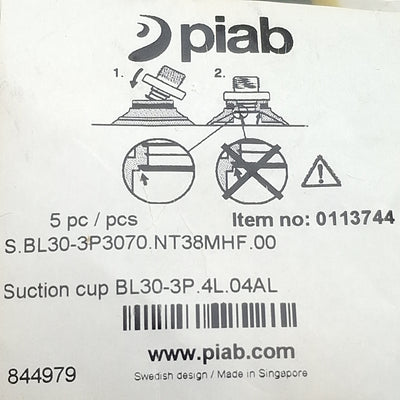 piab
1. 2.
5 pc / pcs Item no: 0113744
S.BL30-3P3070.NT38MHF.00
Suction cup BL30-3P.4L.04AL
www.piab.com
844979 Swedish design / Made in Singapore